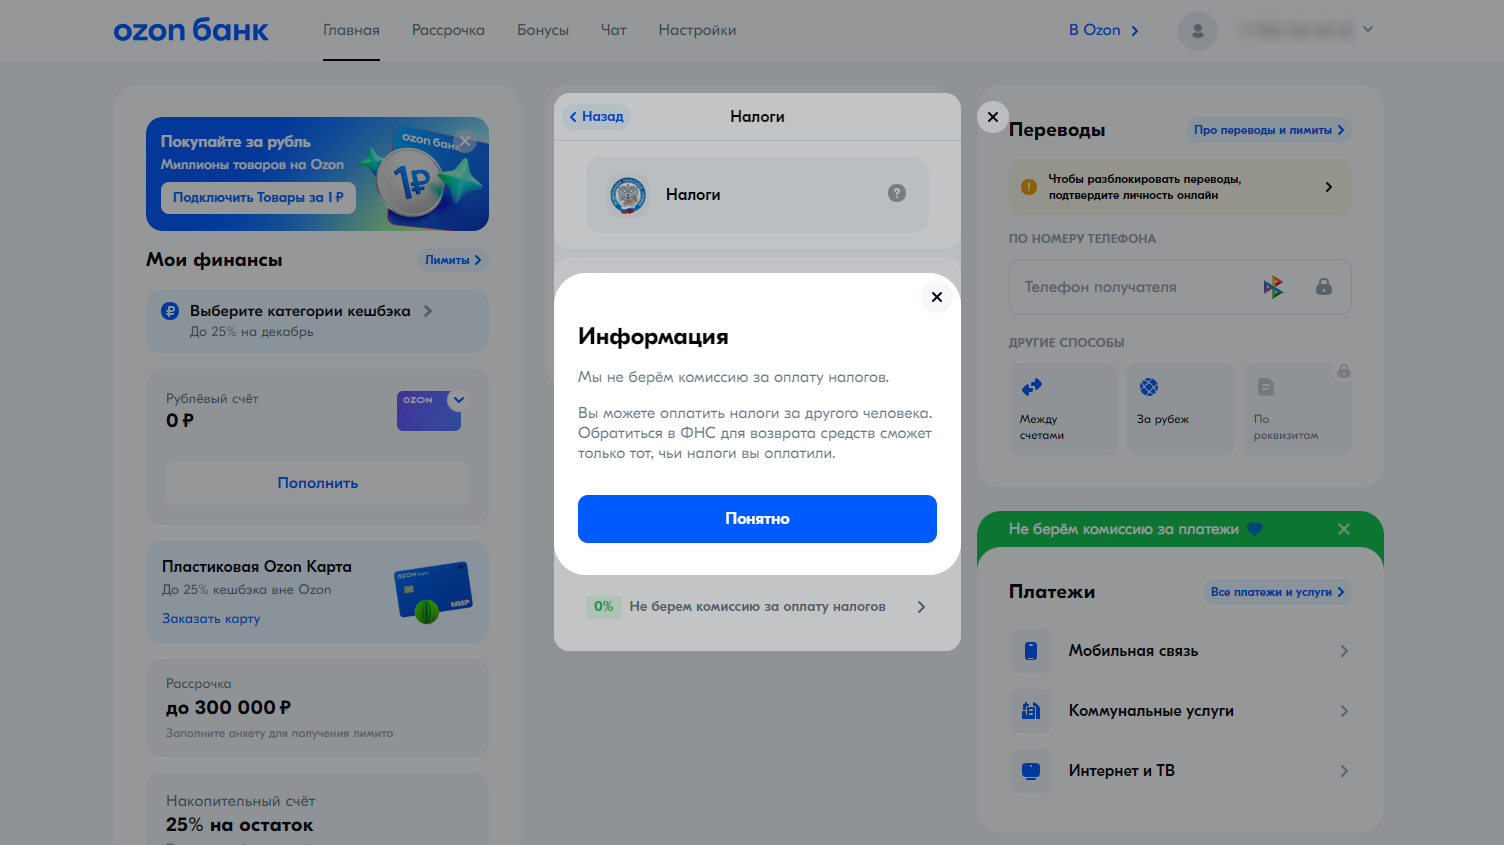 ozon банк
Главная
Рассрочка
Бонусы
Чат
Настройки
В Ozon
Покупайте за рубль
Миллионы товаров на Ozon
Подключить Товары за 1 ₽
ozon банк
1₽
Мои финансы
Лимиты
Выберите категории кешбэка
До 25% на декабрь
Рублёвый счёт
0 ₽
OZON
Пополнить
Пластиковая Ozon Карта
До 25% кешбэка вне Ozon
Заказать карту
МИР
Рассрочка
до 300 000 ₽
Заполните анкету для получения лимита
Накопительный счёт
25% на остаток
Назад
Налоги
Налоги
?
Информация
Мы не берём комиссию за оплату налогов.
Вы можете оплатить налоги за другого человека.
Обратиться в ФНС для возврата средств сможет
только тот, чьи налоги вы оплатили.
Понятно
0% Не берем комиссию за оплату налогов
Переводы
Про переводы и лимиты
Чтобы разблокировать переводы,
подтвердите личность онлайн
ПО НОМЕРУ ТЕЛЕФОНА
Телефон получателя
ДРУГИЕ СПОСОБЫ
Между
счетами
За рубеж
По
реквизитам
Не берём комиссию за платежи
Платежи
Все платежи и услуги
Мобильная связь
Коммунальные услуги
Интернет и ТВ